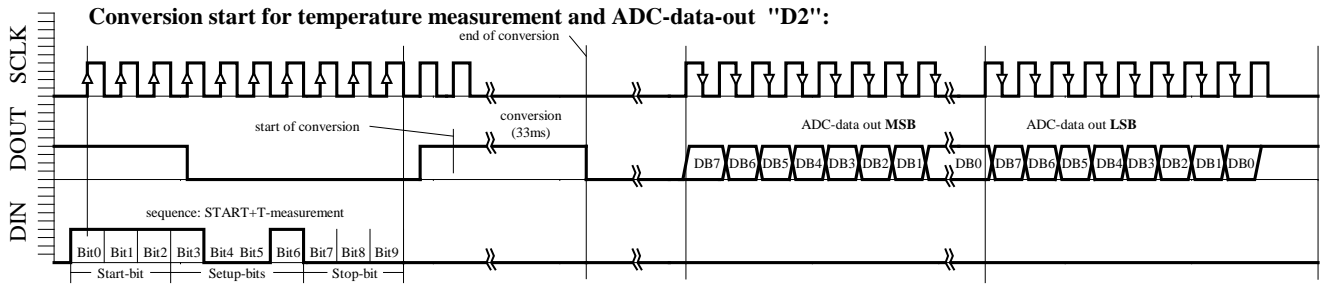 Conversion start for temperature measurement and ADC-data-out "D2":
end of conversion
SCLK
DOUT
start of conversion
conversion
(33ms)
ADC-data out MSB
ADC-data out LSB
DB7 DB6 DB5 DB4 DB3 DB2 DB1 DB0 DB7 DB6 DB5 DB4 DB3 DB2 DB1 DB0
DIN
sequence: START+T-measurement
Bit0 Bit1 Bit2 Bit3 Bit4 Bit5 Bit6 Bit7 Bit8 Bit9
Start-bit Setup-bits Stop-bit